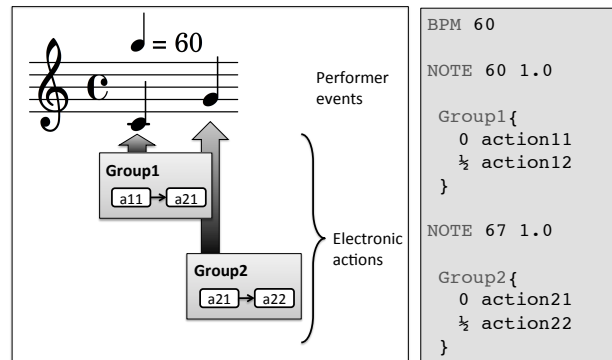 = 60
Performer
events
Group1
a11
a21
Group2
a21
a22
Electronic
actions
BPM 60
NOTE 60 1.0
Group1{
0 action11
½ action12
}
NOTE 67 1.0
Group2{
0 action21
½ action22
}